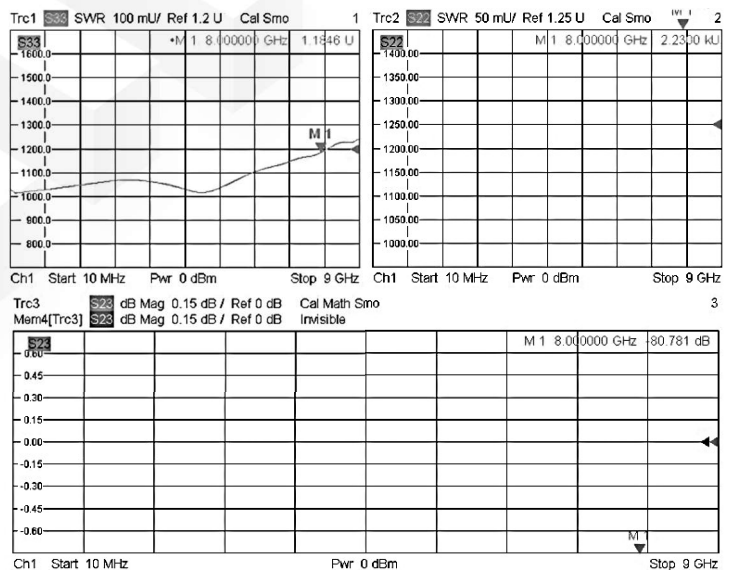 Trc1 S33 SWR 100 mU/ Ref 1.2 U Cal Smo 1
S33
•M 1 8.000000 GHz 1.1846 U
1600.0
1500.0
1400.0
1300.0
M 1
1200.0
1100.0
1000.0
900.0
800.0
Ch1 Start 10 MHz Pwr 0 dBm Stop 9 GHz
Trc2 S22 SWR 50 mU/ Ref 1.25 U Cal Smo 2
S22
M 1 8.000000 GHz 2.2300 kU
1400.00
1350.00
1300.00
1250.00
1200.00
1150.00
1100.00
1050.00
1000.00
Ch1 Start 10 MHz Pwr 0 dBm Stop 9 GHz
Trc3 S23 dB Mag 0.15 dB / Ref 0 dB Cal Math Smo 3
Mem4[Trc3] S23 dB Mag 0.15 dB / Ref 0 dB Invisible
S23
M 1 8.000000 GHz -80.781 dB
0.60
0.45
0.30
0.15
0.00
-0.15
-0.30
-0.45
-0.60
M 1
Ch1 Start 10 MHz Pwr 0 dBm Stop 9 GHz